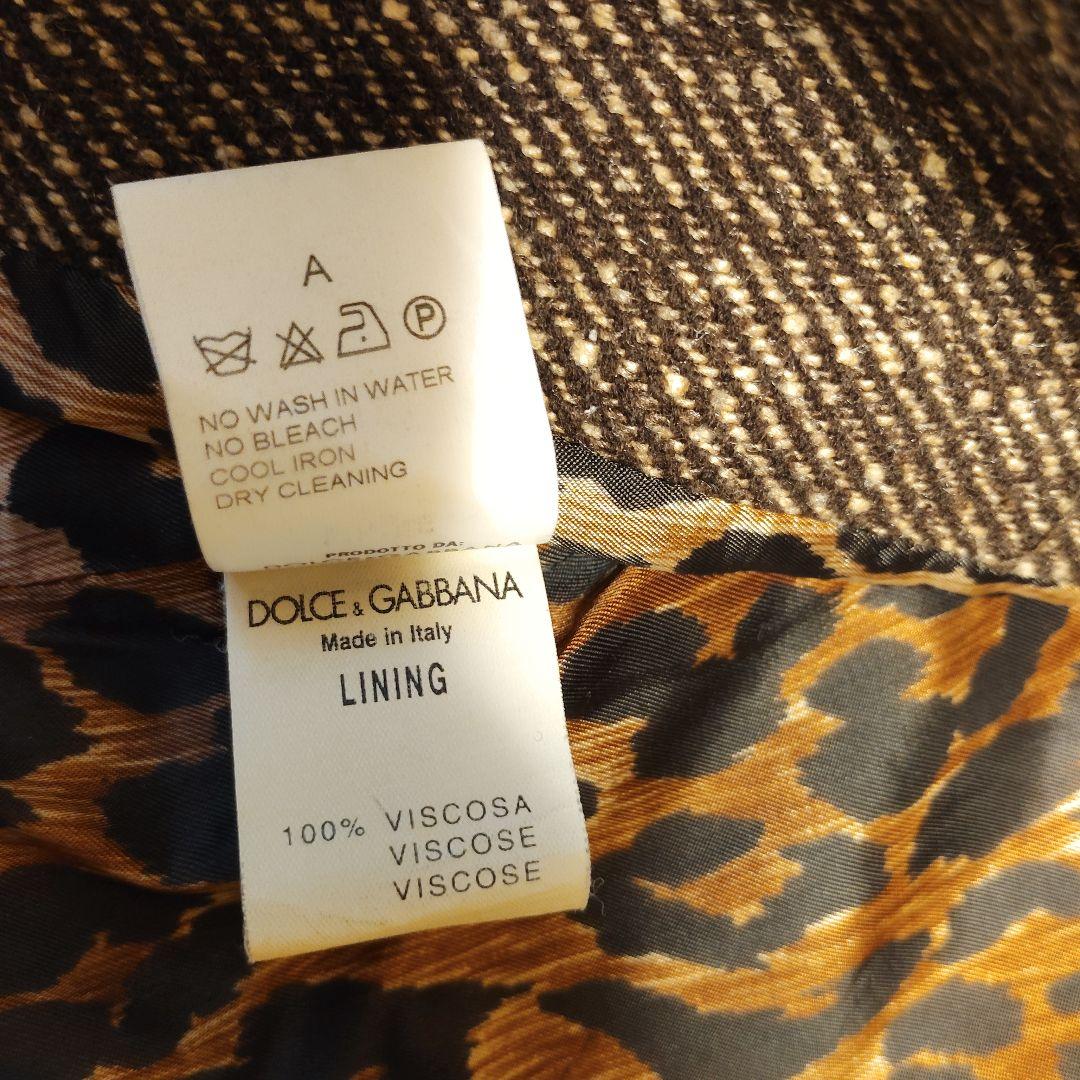 A
P
NO WASH IN WATER
NO BLEACH
COOL IRON
DRY CLEANING
PRODOTTO DA:
DOLCE & GABBANA
Made in Italy
LINING
100% VISCOSA
VISCOSE
VISCOSE